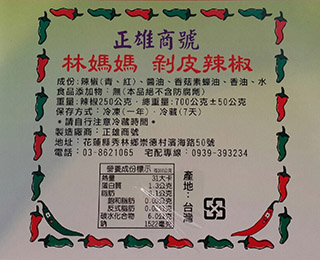 正雄商號
林媽媽 剝皮辣椒
成份:辣椒(青、紅)、醬油、香菇素蠔油、香油、水
食品添加物:無(本品絕不含防腐劑)
重量:辣椒250公克.總重量:700公克±50公克
保存方式:冷凍(一年)、冷藏(7天)
*請自行注意冷藏時間*
製造廠商:正雄商號
地址:花蓮縣秀林鄉崇德村濱海路50號
電話:03-8621065 宅配專線:0939-393234
營養成份標示
熱量 31大卡
蛋白質 1.3公克
脂肪 3.1公克
飽和脂肪 0.0公克
反式脂肪 0.0公克
碳水化合物 6.0公克
鈉 1522毫克
產地:台灣